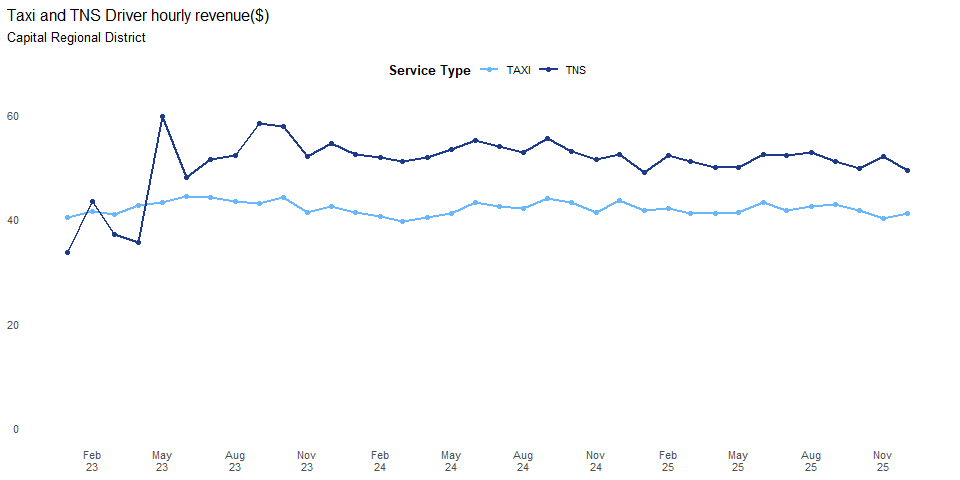 Taxi and TNS Driver hourly revenue($)
Capital Regional District
Service Type TAXI TNS
60
40
20
0
Feb May Aug Nov Feb May Aug Nov Feb May Aug Nov
23 23 23 23 24 24 24 24 25 25 25 25